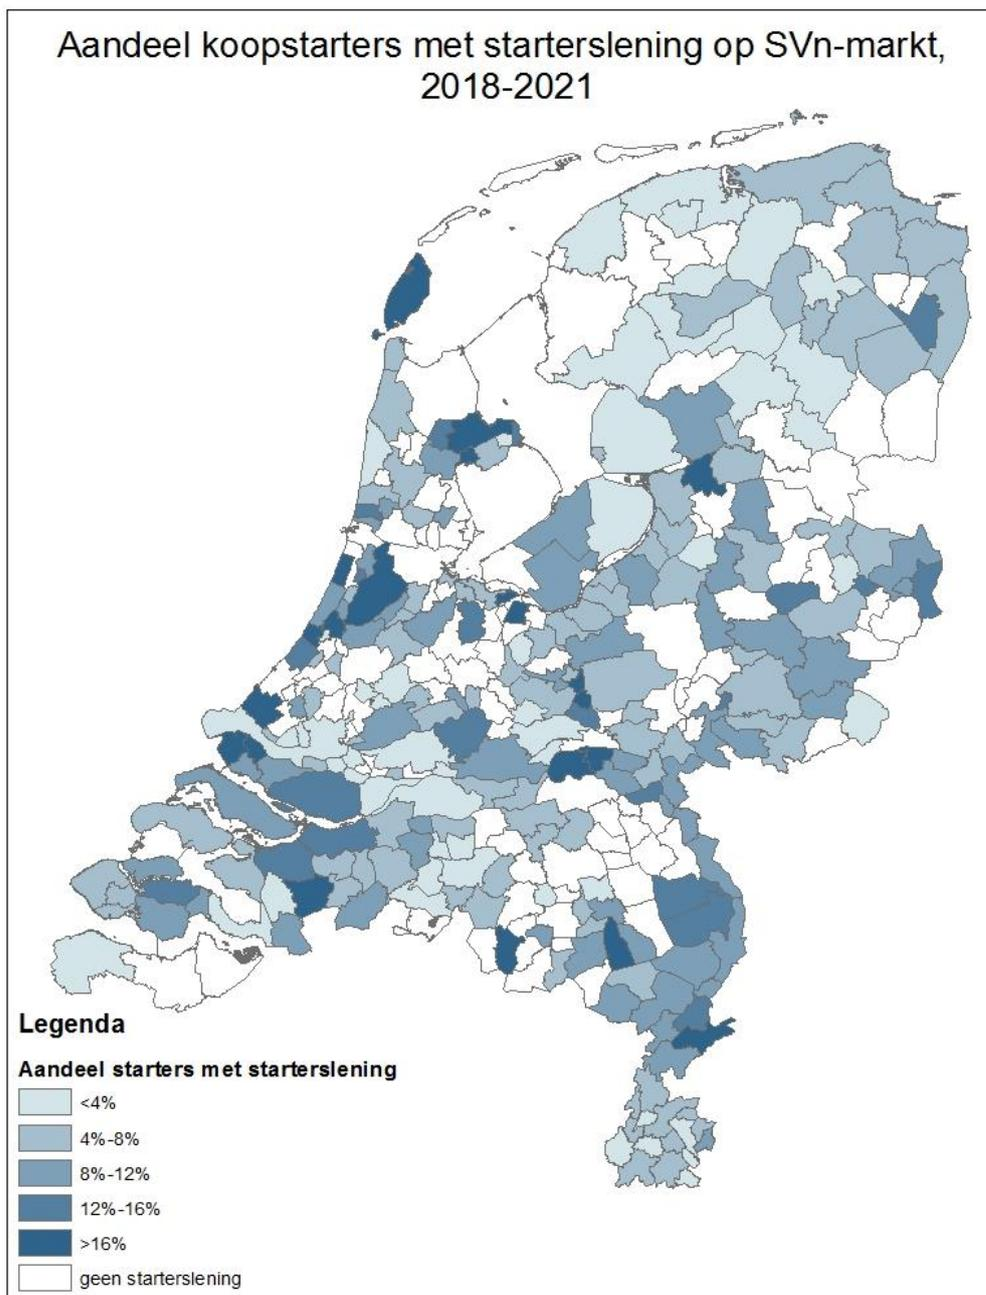 Aandeel koopstarters met starterslening op SVn-markt,
2018-2021
Legenda
Aandeel starters met starterslening
<4%
4%-8%
8%-12%
12%-16%
>16%
geen starterslening